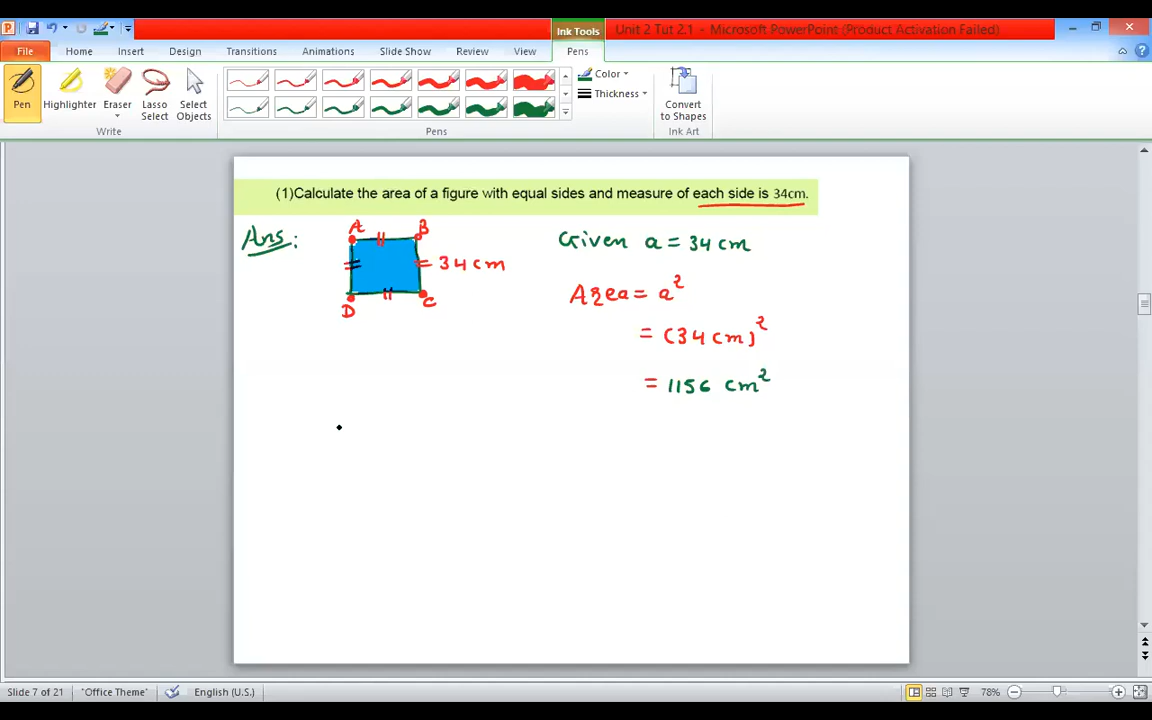 Ink Tools
Unit 2 Tut 2.1 - Microsoft PowerPoint (Product Activation Failed)
File Home Insert Design Transitions Animations Slide Show Review View Pens
Pen Highlighter Eraser Lasso Select Select Objects
Color
Thickness
Convert to Shapes
Write Pens Ink Art
(1)Calculate the area of a figure with equal sides and measure of each side is 34cm.
Ans:
A B
34 cm
D C
Given a = 34 cm
Area = a²
= (34 cm)²
= 1156 cm²
Slide 7 of 21 "Office Theme" English (U.S.) 78%